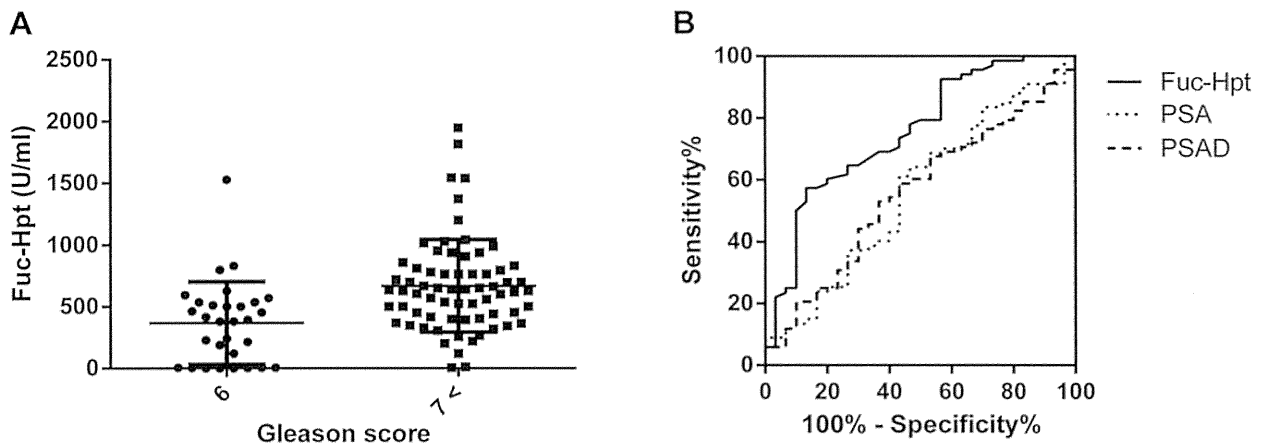 A
2500
2000
1500
1000
500
0
Fuc-Hpt (U/ml)
6
7 <
Gleason score
B
100
80
60
40
20
0
Sensitivity%
0 20 40 60 80 100
100% - Specificity%
Fuc-Hpt
PSA
PSAD